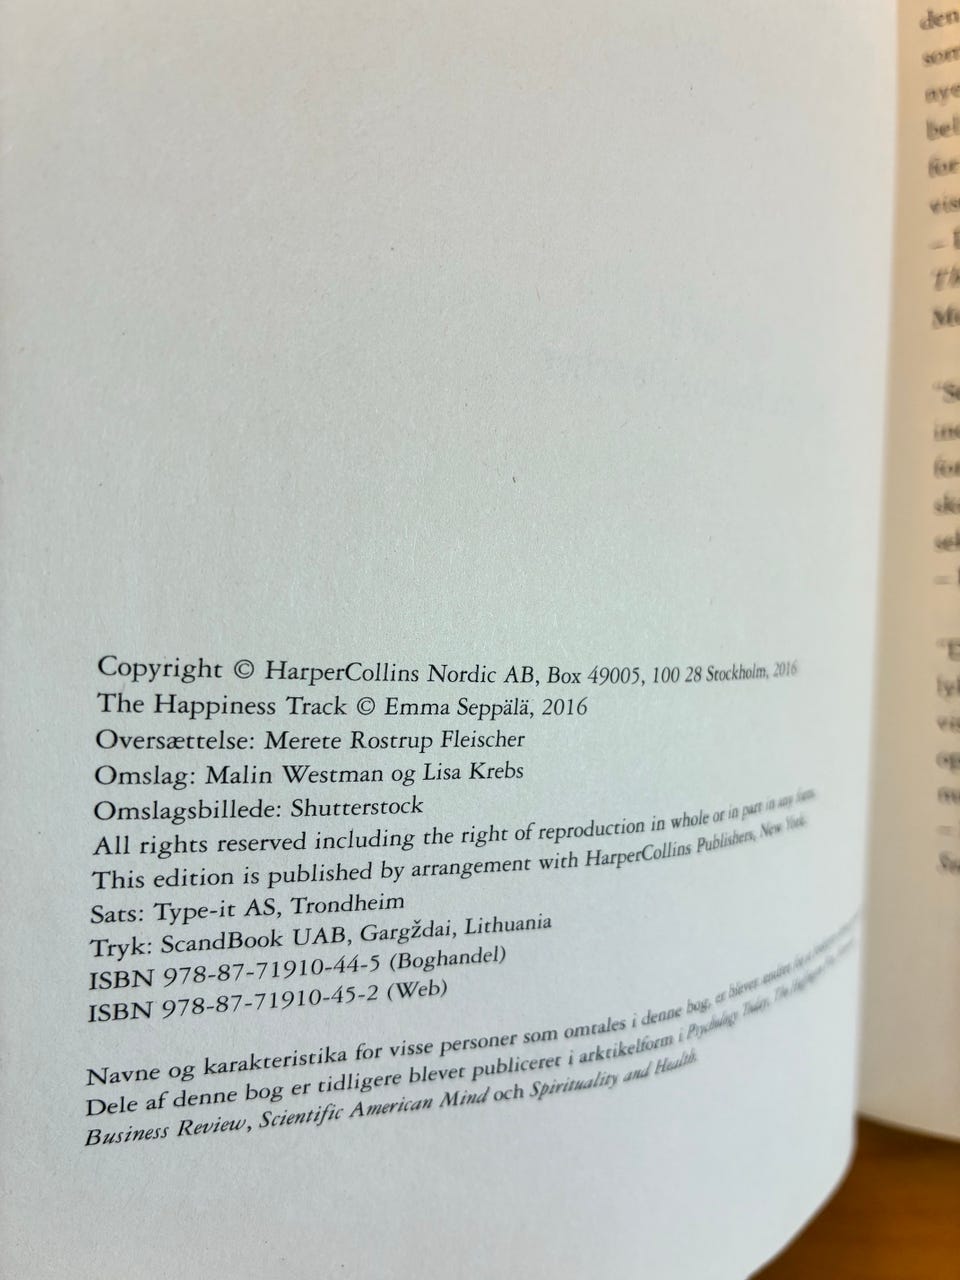 Copyright © HarperCollins Nordic AB, Box 49005, 100 28 Stockholm, 2016
The Happiness Track © Emma Seppälä, 2016
Oversættelse: Merete Rostrup Fleischer
Omslag: Malin Westman og Lisa Krebs
Omslagsbillede: Shutterstock
All rights reserved including the right of reproduction in whole or in part in any form.
This edition is published by arrangement with HarperCollins Publishers, New York.
Sats: Type-it AS, Trondheim
Tryk: ScandBook UAB, Gargždai, Lithuania
ISBN 978-87-71910-44-5 (Boghandel)
ISBN 978-87-71910-45-2 (Web)
Navne og karakteristika for visse personer som omtales i denne bog, er blevet ændret
Dele af denne bog er tidligere blevet publiceret i arktikelform i Psychology Today, The
Business Review, Scientific American Mind och Spirituality and Health.
den
som
nye
for
"